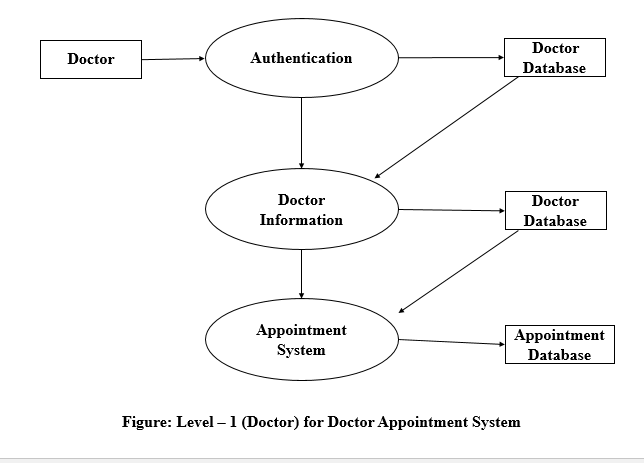 Doctor
Authentication
Doctor
Database
Doctor
Information
Doctor
Database
Appointment
System
Appointment
Database
Figure: Level – 1 (Doctor) for Doctor Appointment System